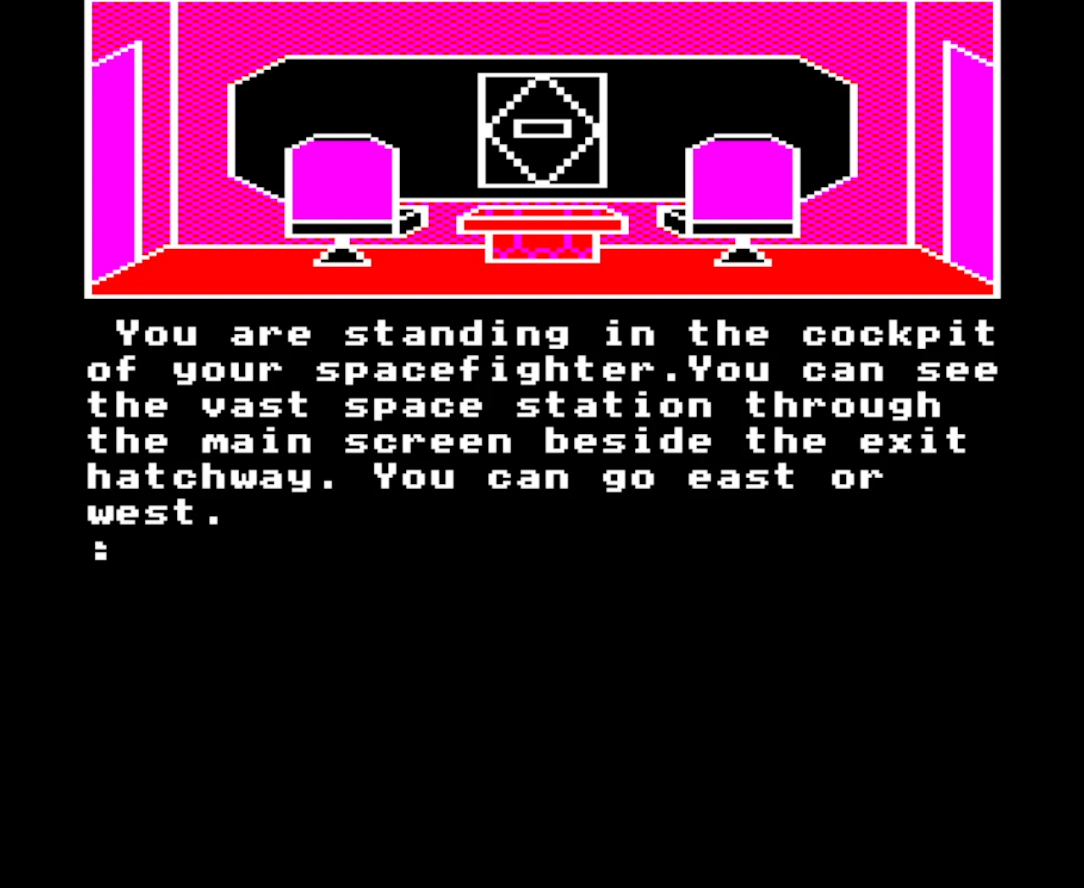 You are standing in the cockpit
of your spacefighter.You can see
the vast space station through
the main screen beside the exit
hatchway. You can go east or
west.
: